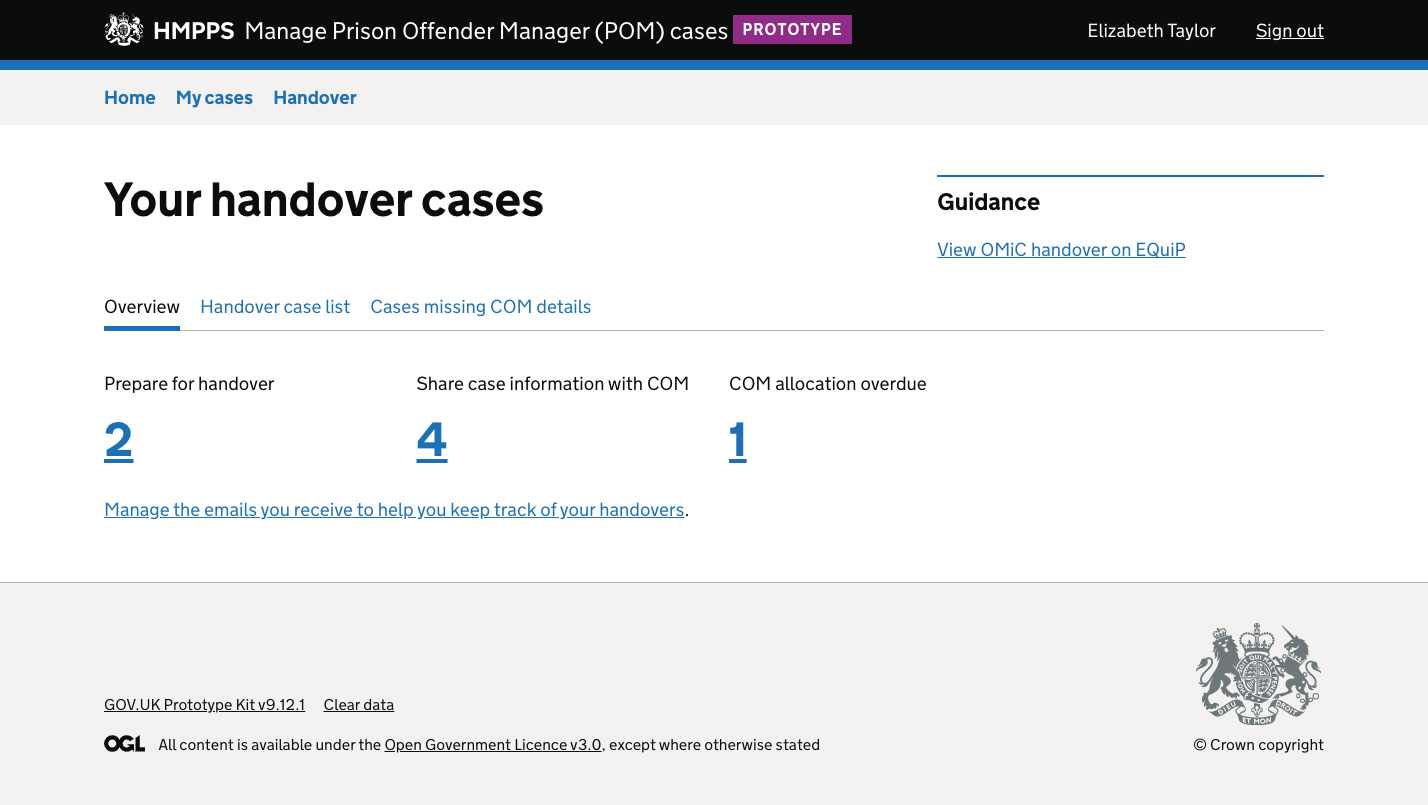 HMPPS Manage Prison Offender Manager (POM) cases PROTOTYPE Elizabeth Taylor Sign out
Home My cases Handover
Your handover cases
Guidance
View OMiC handover on EQuiP
Overview Handover case list Cases missing COM details
Prepare for handover Share case information with COM COM allocation overdue
2 4 1
Manage the emails you receive to help you keep track of your handovers.
GOV.UK Prototype Kit v9.12.1 Clear data
OGL All content is available under the Open Government Licence v3.0, except where otherwise stated
DIEU ET MON DROIT
© Crown copyright